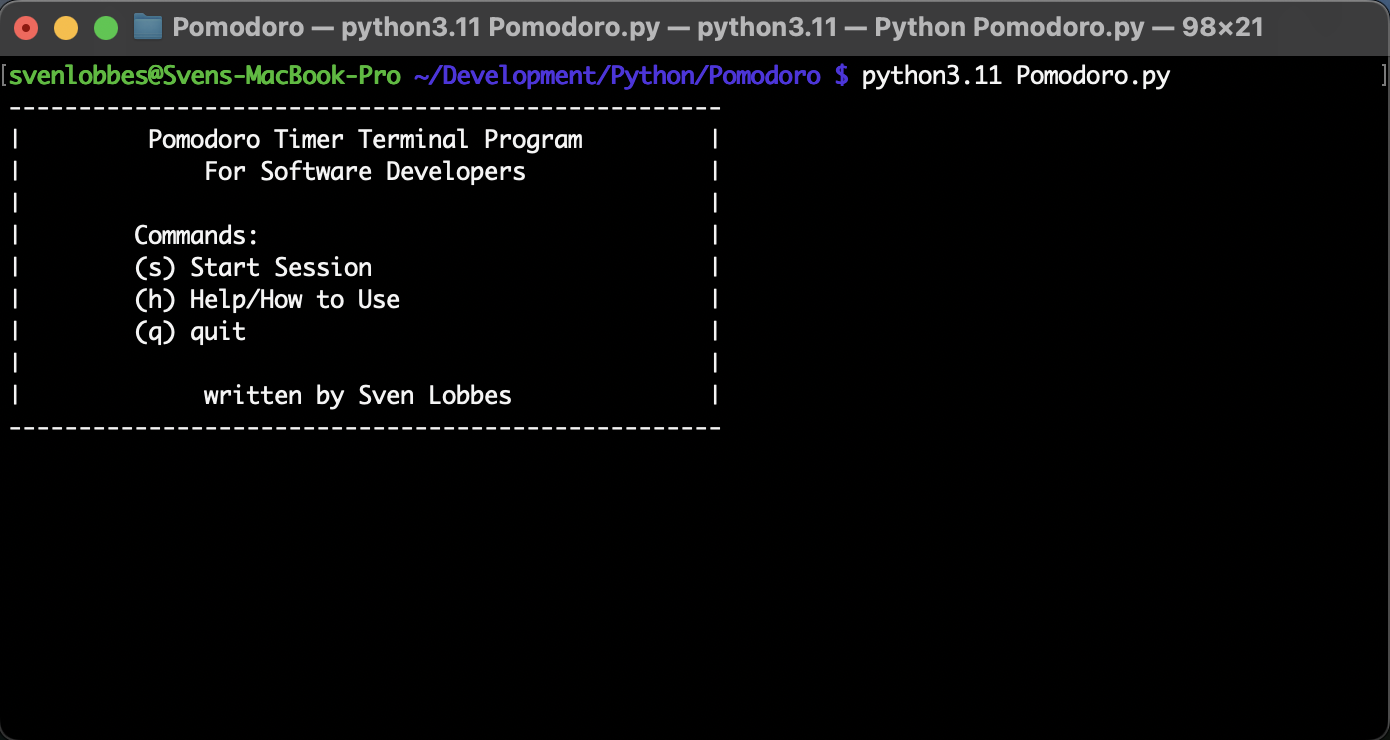 Pomodoro — python3.11 Pomodoro.py — python3.11 — Python Pomodoro.py — 98×21
[svenlobbes@Svens-MacBook-Pro ~/Development/Python/Pomodoro $ python3.11 Pomodoro.py ]
---------------------------------------------------
|         Pomodoro Timer Terminal Program         |
|             For Software Developers             |
|                                                 |
|        Commands:                                |
|        (s) Start Session                        |
|        (h) Help/How to Use                      |
|        (q) quit                                 |
|                                                 |
|             written by Sven Lobbes              |
---------------------------------------------------